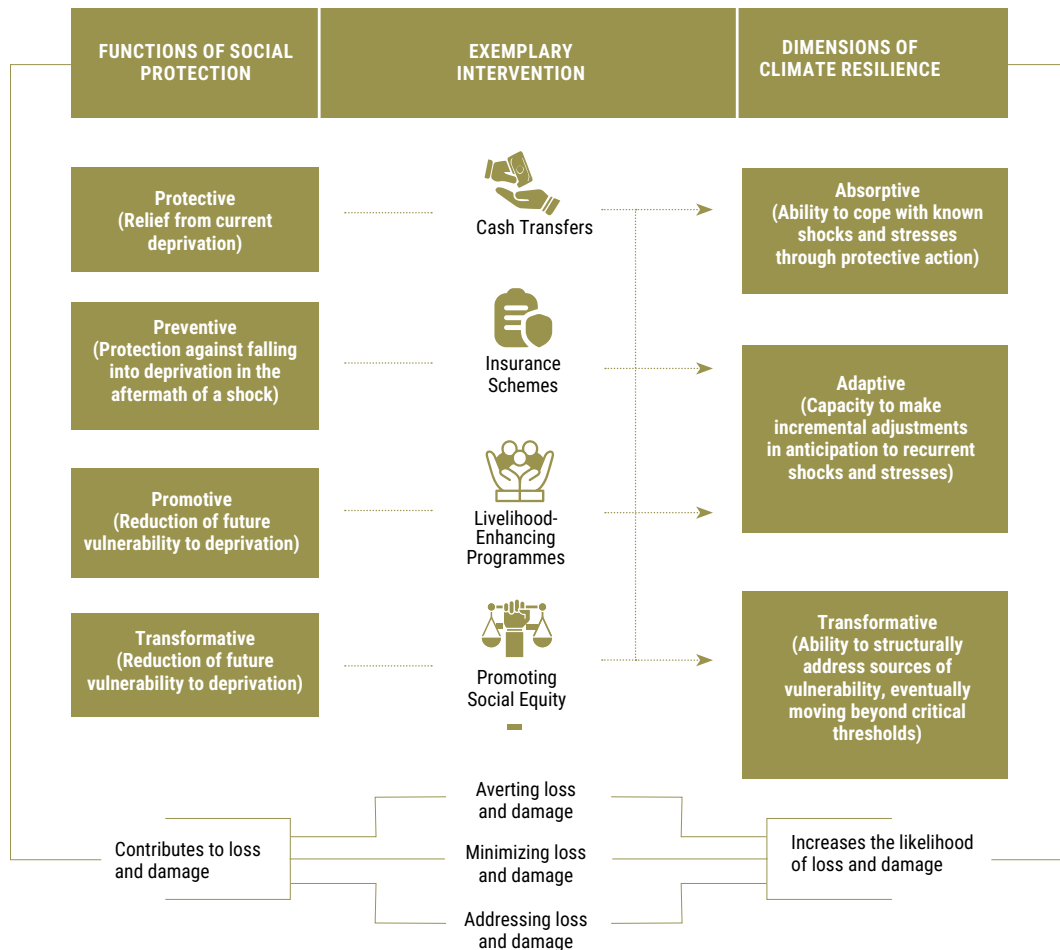 FUNCTIONS OF SOCIAL
PROTECTION
EXEMPLARY
INTERVENTION
DIMENSIONS OF
CLIMATE RESILIENCE
Protective
(Relief from current
deprivation)
Cash Transfers
Absorptive
(Ability to cope with known
shocks and stresses
through protective action)
Preventive
(Protection against falling
into deprivation in the
aftermath of a shock)
Insurance
Schemes
Adaptive
(Capacity to make
incremental adjustments
in anticipation to recurrent
shocks and stresses)
Promotive
(Reduction of future
vulnerability to deprivation)
Livelihood-
Enhancing
Programmes
Transformative
(Reduction of future
vulnerability to deprivation)
Promoting
Social Equity
Transformative
(Ability to structurally
address sources of
vulnerability, eventually
moving beyond critical
thresholds)
Contributes to loss
and damage
Averting loss
and damage
Minimizing loss
and damage
Addressing loss
and damage
Increases the likelihood
of loss and damage